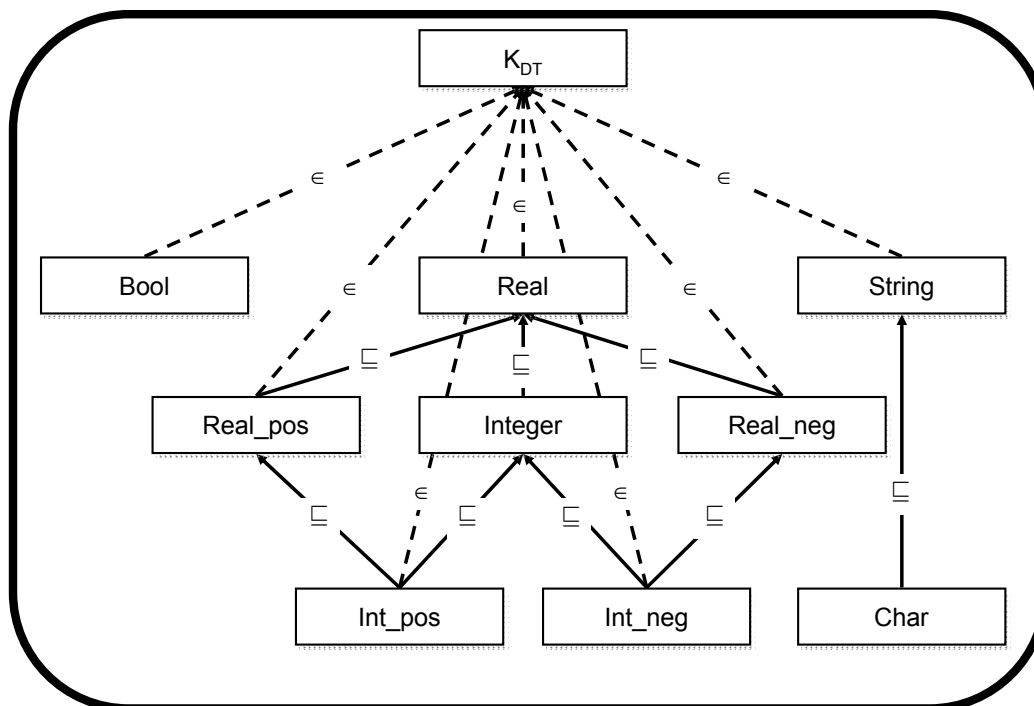 K_DT
∈ ∈
∈
Bool Real String
∈ ∈
⊑ ⊑ ⊑
Real_pos Integer Real_neg
∈ ∈ ⊑
⊑ ⊑ ⊑ ⊑
Int_pos Int_neg Char